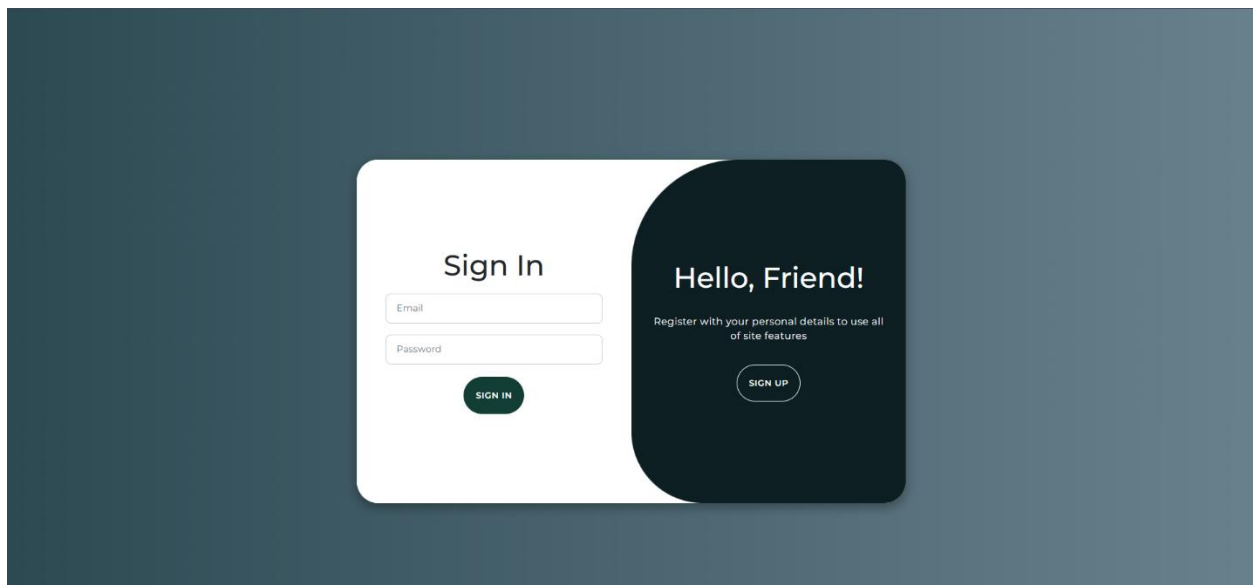 Sign In
Email
Password
SIGN IN
Hello, Friend!
Register with your personal details to use all
of site features
SIGN UP